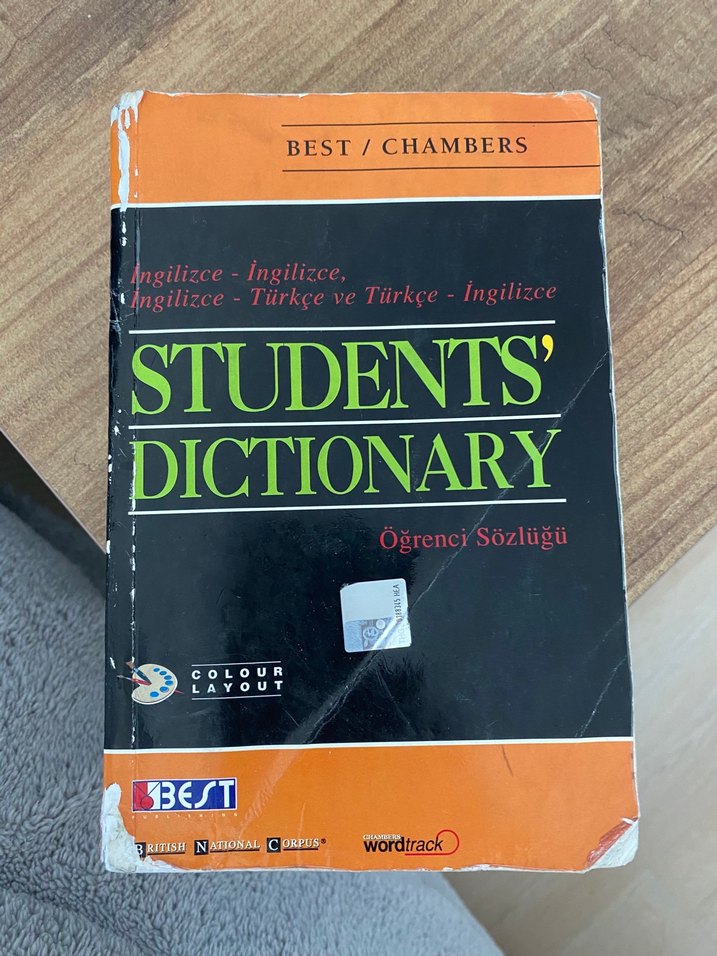 BEST / CHAMBERS
İngilizce - İngilizce,
İngilizce - Türkçe ve Türkçe - İngilizce
STUDENTS'
DICTIONARY
Öğrenci Sözlüğü
COLOUR
LAYOUT
BEST
PUBLISHING
BRITISH NATIONAL CORPUS®
CHAMBERS
wordtrack